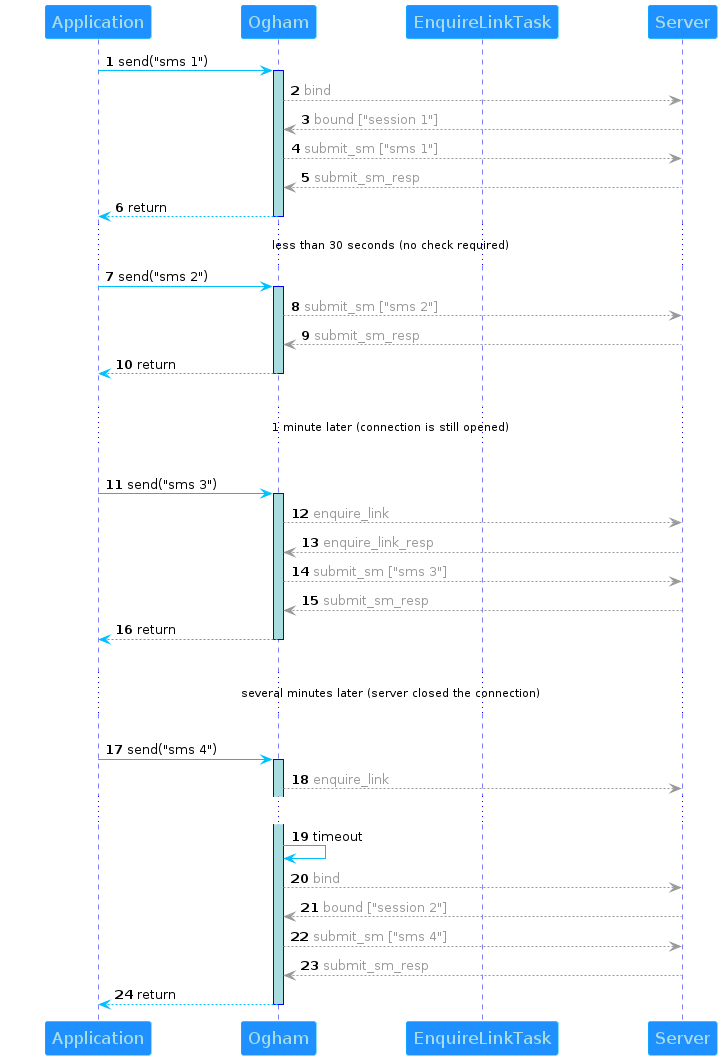 Application Ogham EnquireLinkTask Server
1 send("sms 1")
2 bind
3 bound ["session 1"]
4 submit_sm ["sms 1"]
5 submit_sm_resp
6 return
less than 30 seconds (no check required)
7 send("sms 2")
8 submit_sm ["sms 2"]
9 submit_sm_resp
10 return
1 minute later (connection is still opened)
11 send("sms 3")
12 enquire_link
13 enquire_link_resp
14 submit_sm ["sms 3"]
15 submit_sm_resp
16 return
several minutes later (server closed the connection)
17 send("sms 4")
18 enquire_link
19 timeout
20 bind
21 bound ["session 2"]
22 submit_sm ["sms 4"]
23 submit_sm_resp
24 return
Application Ogham EnquireLinkTask Server